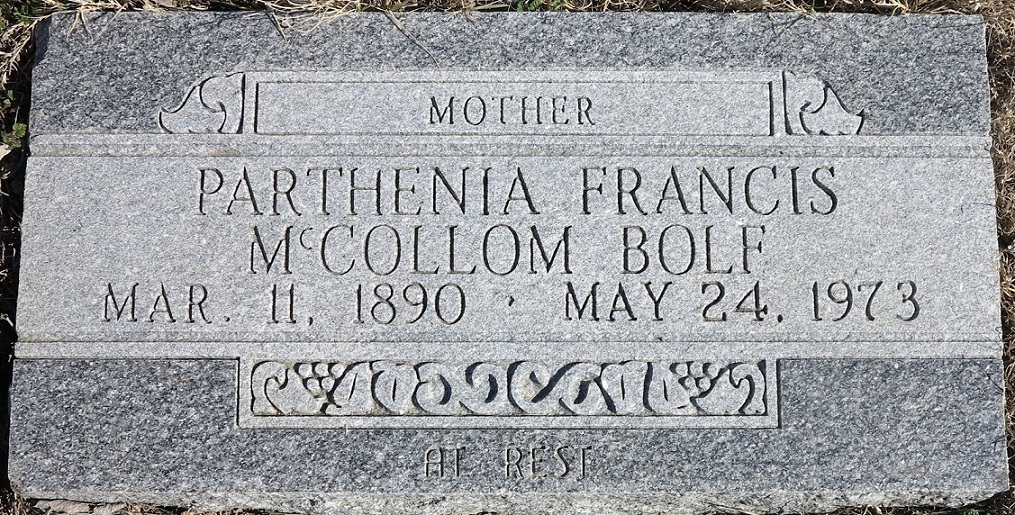 MOTHER
PARTHENIA FRANCIS
McCOLLOM BOLF
MAR. 11, 1890 · MAY 24, 1973
AT REST